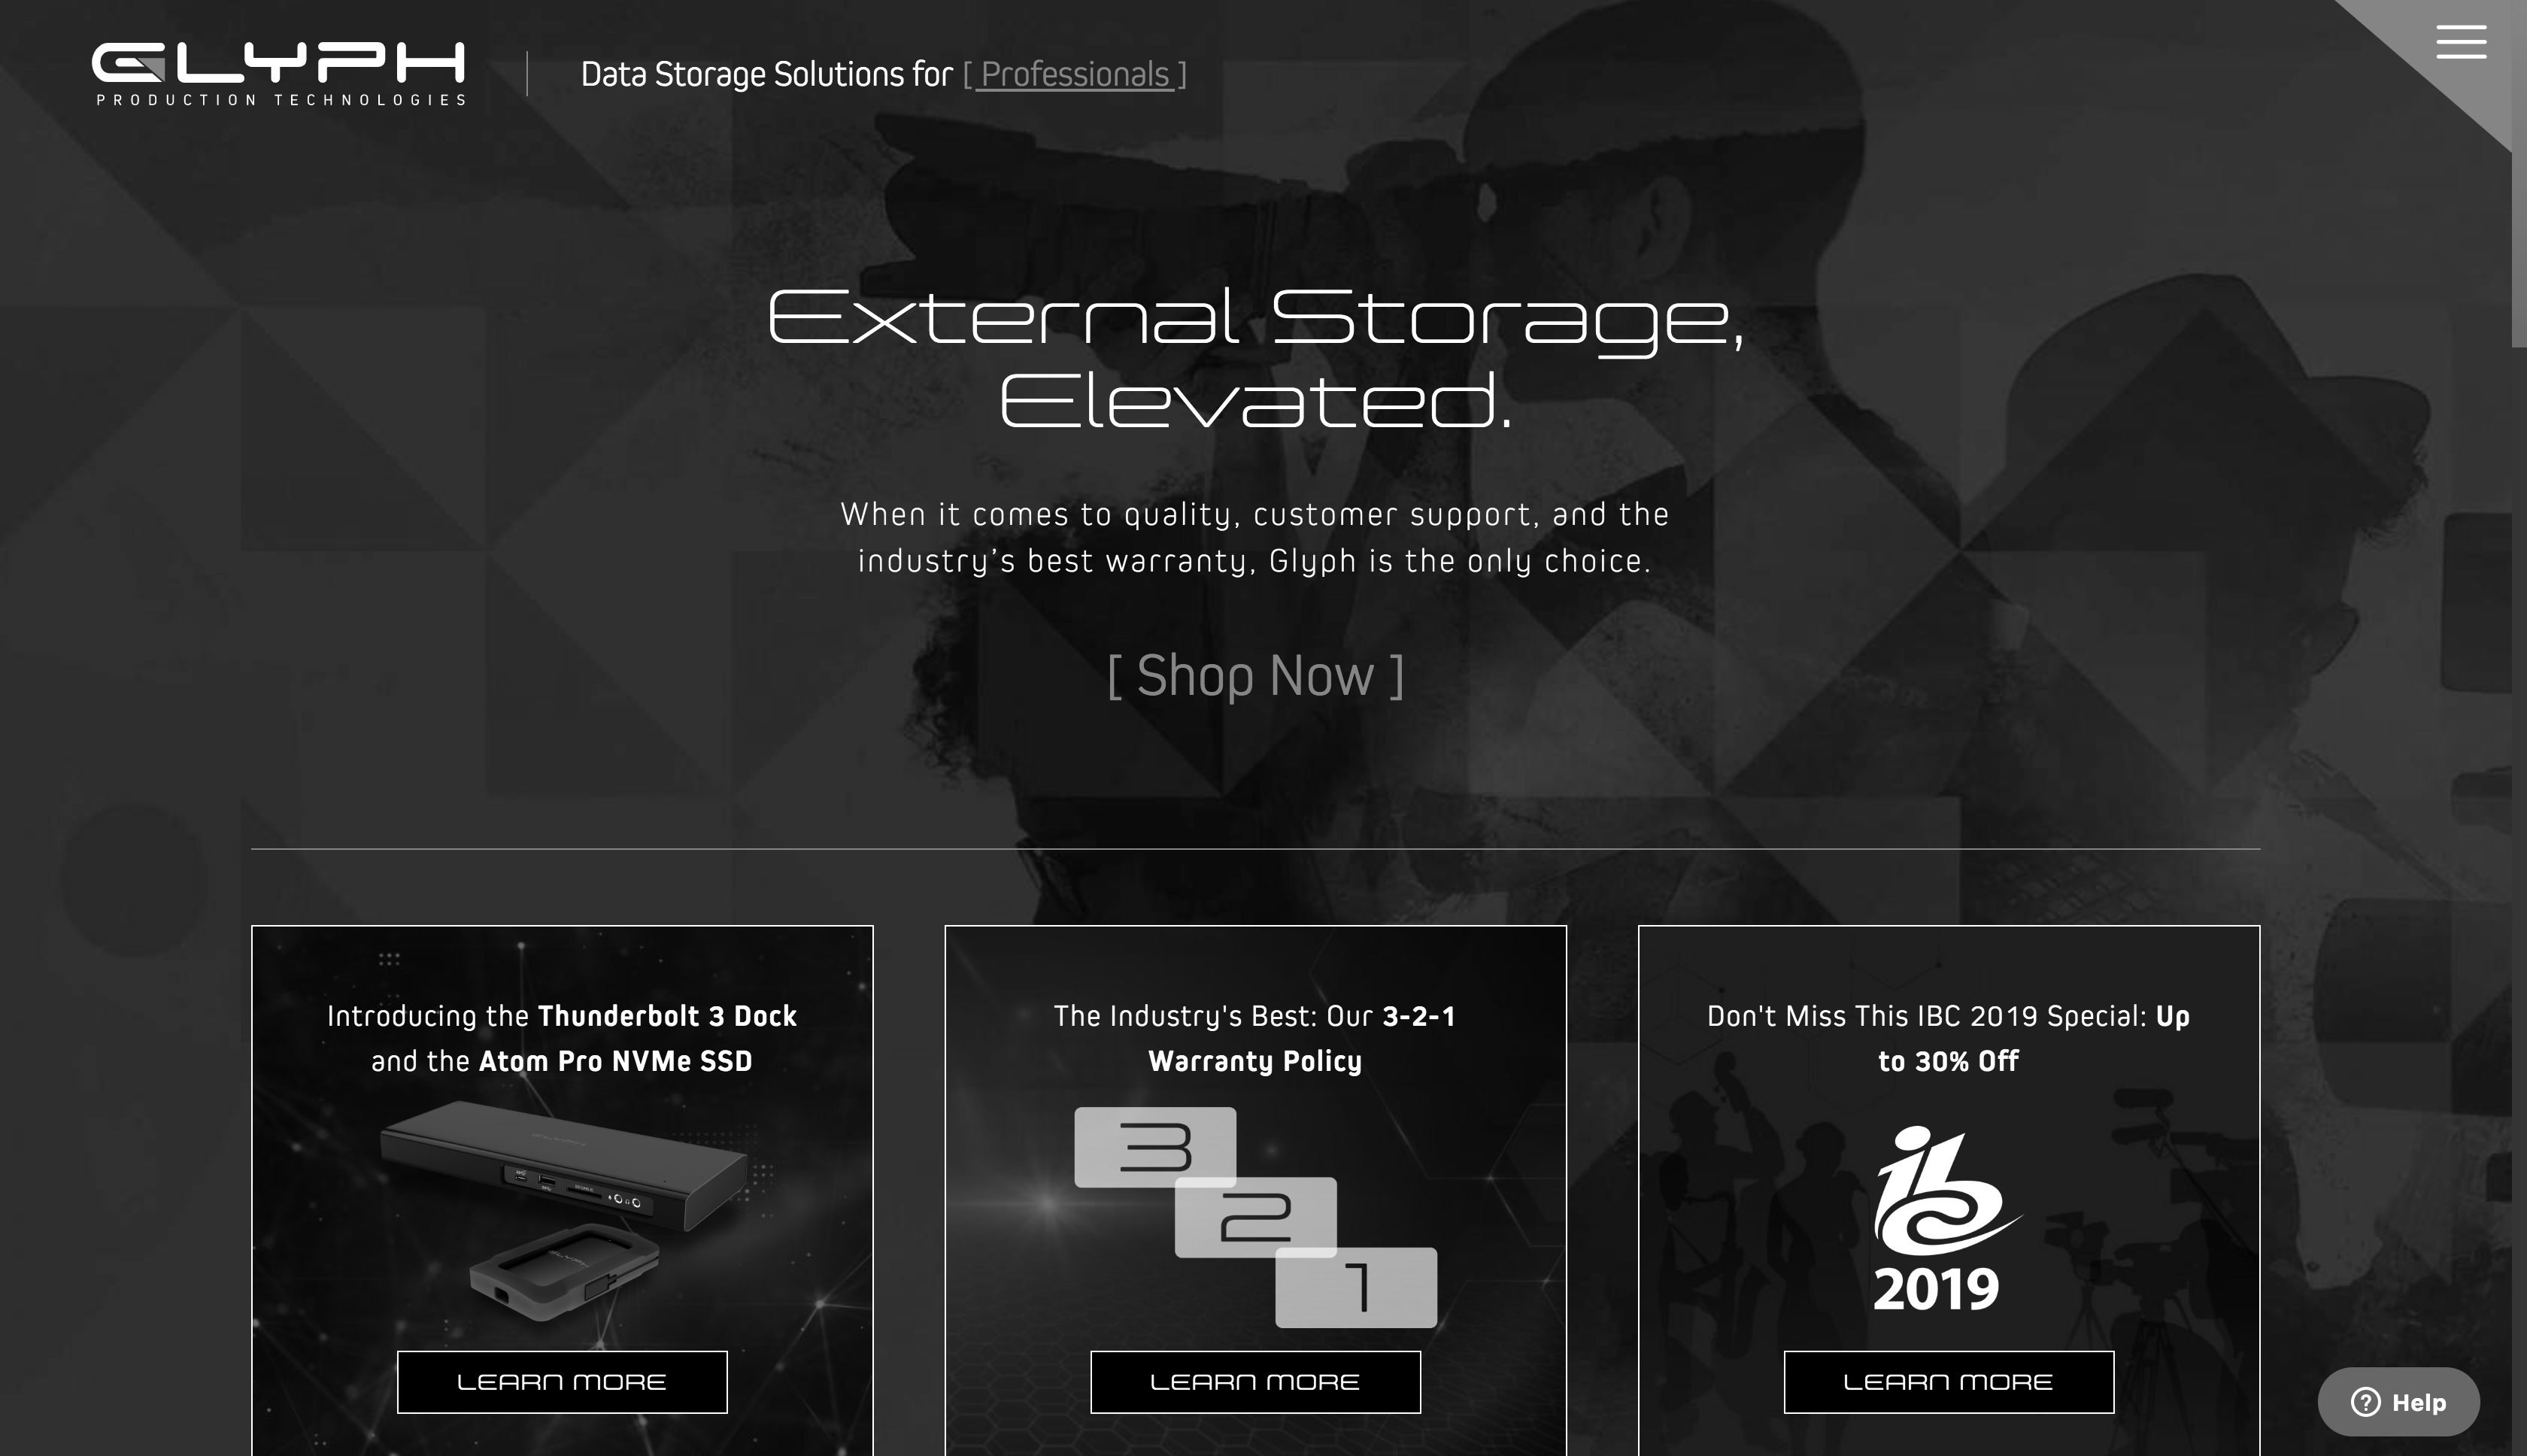 GLYPH
PRODUCTION TECHNOLOGIES
Data Storage Solutions for [ Professionals ]
External Storage,
Elevated.
When it comes to quality, customer support, and the
industry’s best warranty, Glyph is the only choice.
[ Shop Now ]
Introducing the Thunderbolt 3 Dock
and the Atom Pro NVMe SSD
LEARN MORE
The Industry's Best: Our 3-2-1
Warranty Policy
3
2
1
LEARN MORE
Don't Miss This IBC 2019 Special: Up
to 30% Off
ibc
2019
LEARN MORE
Help